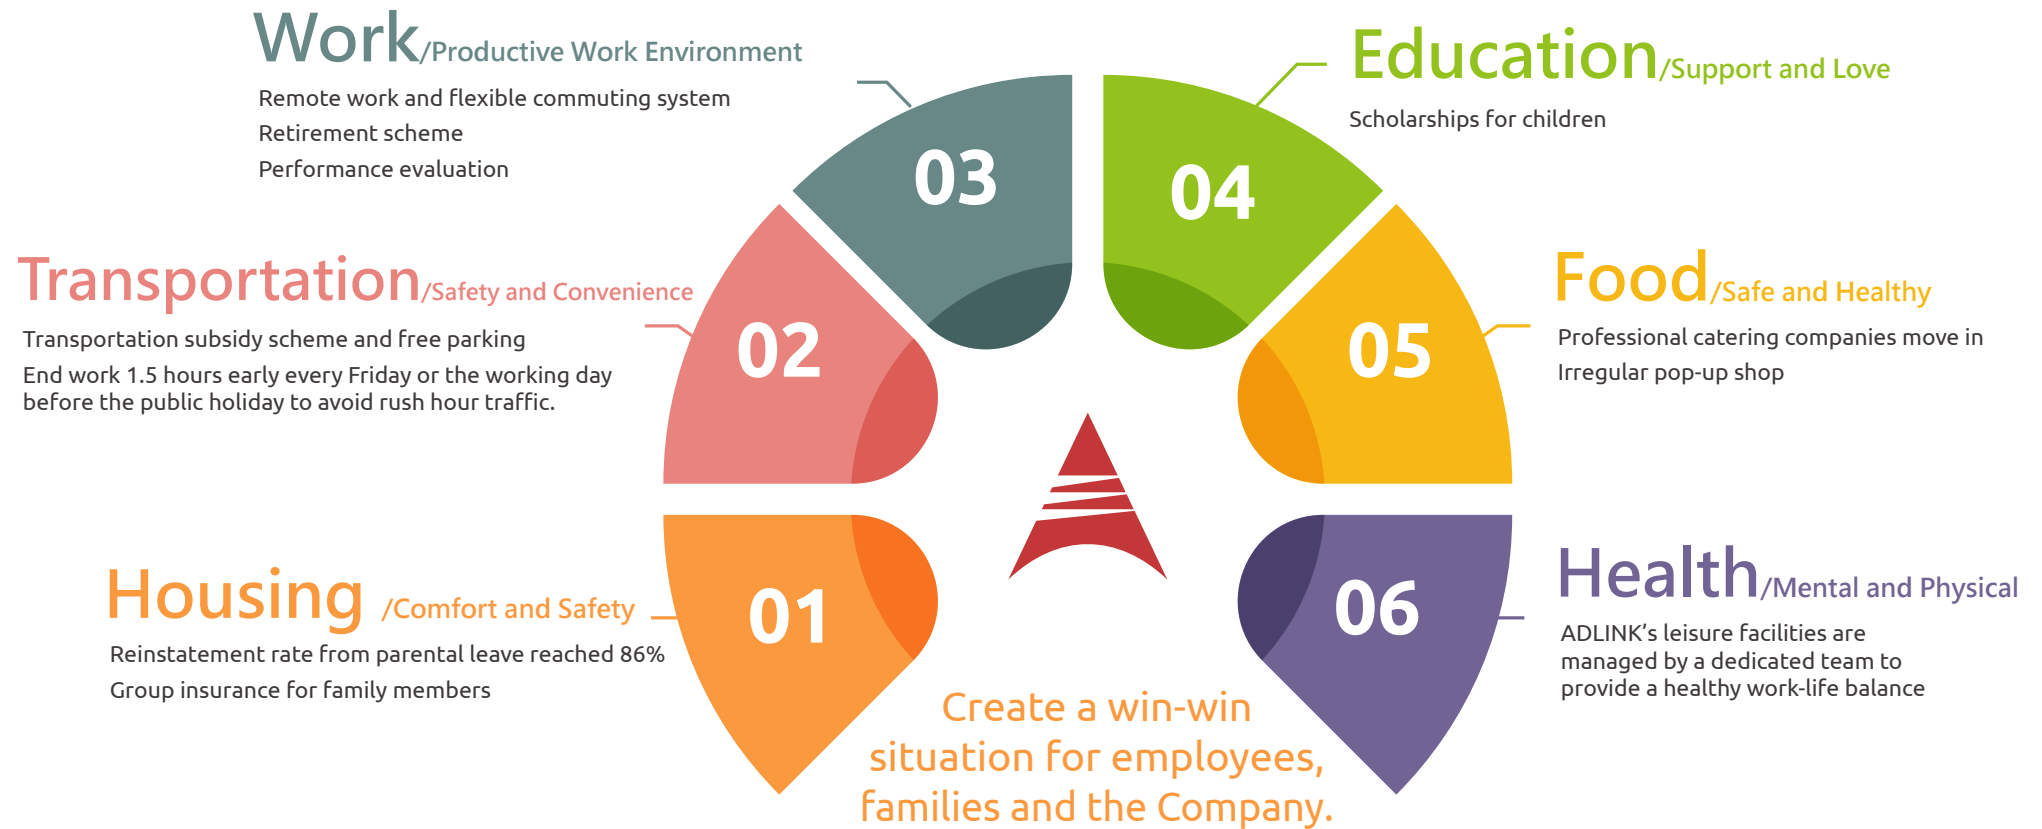 Work/Productive Work Environment
Remote work and flexible commuting system
Retirement scheme
Performance evaluation
03
Education/Support and Love
Scholarships for children
04
Transportation/Safety and Convenience
Transportation subsidy scheme and free parking
End work 1.5 hours early every Friday or the working day
before the public holiday to avoid rush hour traffic.
02
Food/Safe and Healthy
Professional catering companies move in
Irregular pop-up shop
05
Housing /Comfort and Safety
Reinstatement rate from parental leave reached 86%
Group insurance for family members
01
Health/Mental and Physical
ADLINK’s leisure facilities are
managed by a dedicated team to
provide a healthy work-life balance
06
Create a win-win
situation for employees,
families and the Company.